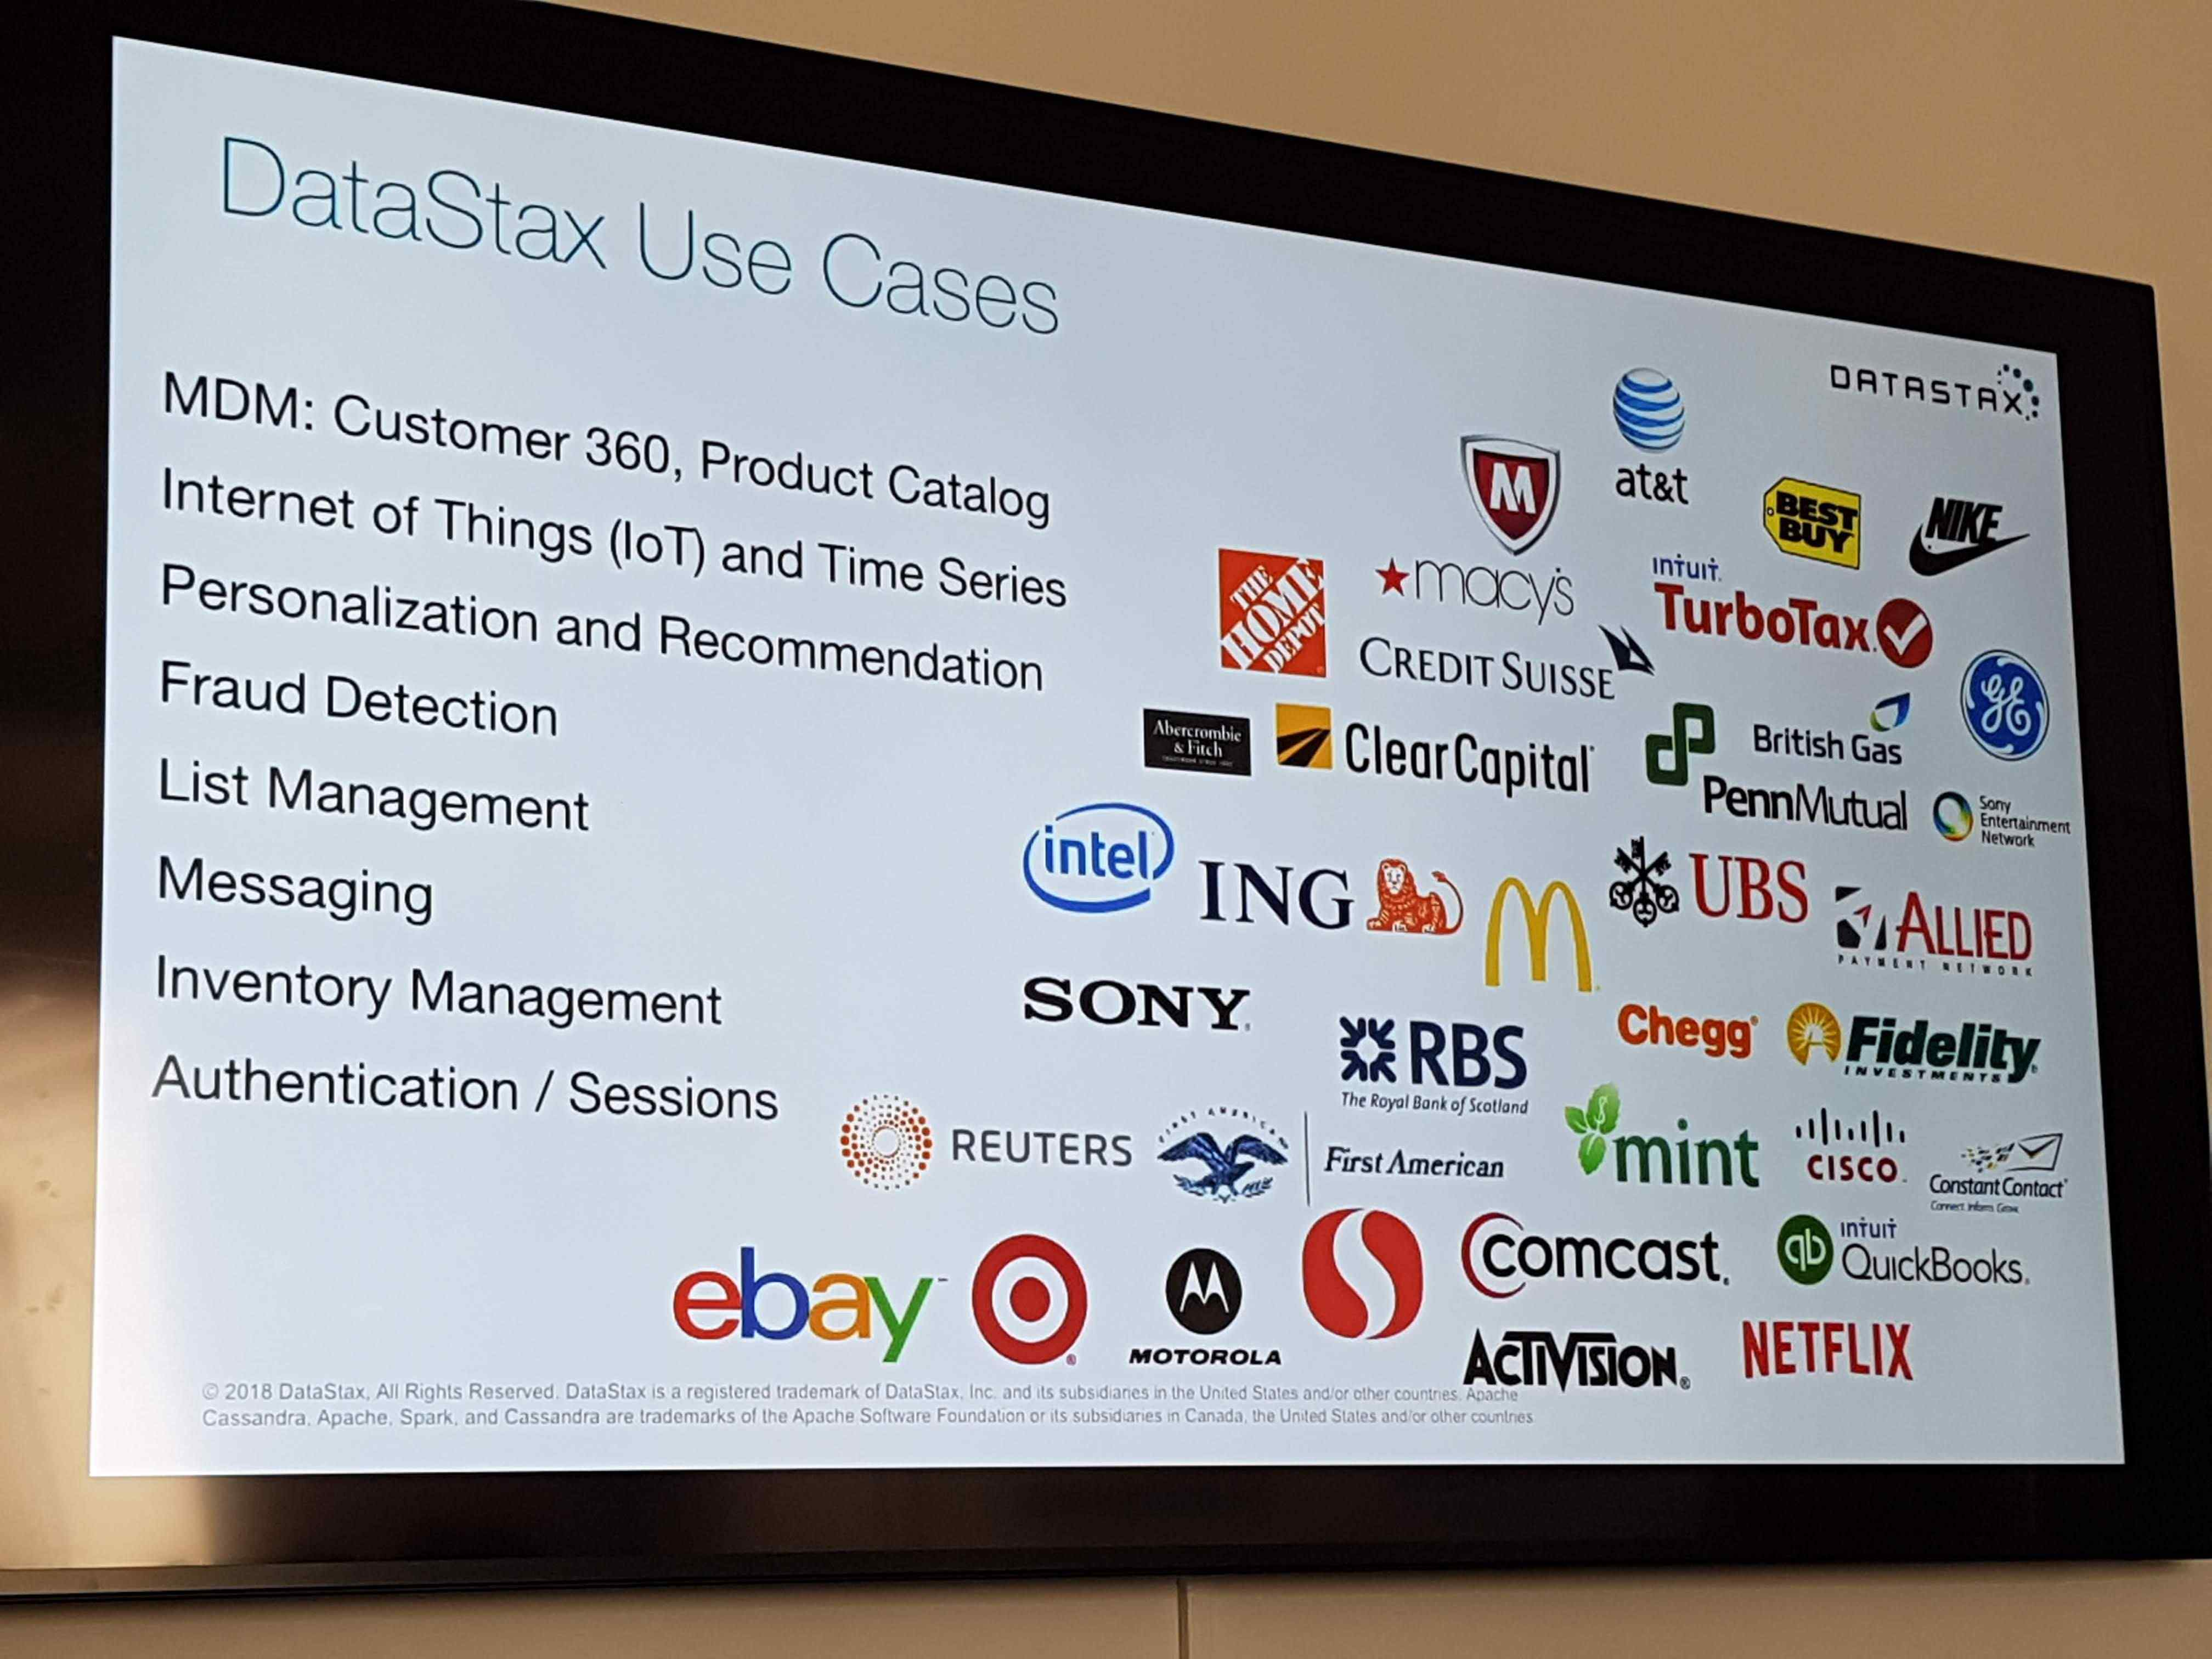 DataStax Use Cases
DATASTAX
MDM: Customer 360, Product Catalog
Internet of Things (IoT) and Time Series
Personalization and Recommendation
Fraud Detection
List Management
Messaging
Inventory Management
Authentication / Sessions
at&t
M
BEST
BUY
NIKE
THE
HOME
DEPOT
macy's
intuit
TurboTax
CREDIT SUISSE
GE
Abercrombie
& Fitch
ClearCapital
British Gas
PennMutual
Sony
Entertainment
Network
intel
ING
M
UBS
ALLIED
PAYMENT NETWORK
SONY
RBS
The Royal Bank of Scotland
Chegg
Fidelity
INVESTMENTS
REUTERS
FIRST AMERICAN
First American
mint
CISCO
Constant Contact
ebay
MOTOROLA
comcast
qb
intuit
QuickBooks
ACTIVISION
NETFLIX
© 2018 DataStax, All Rights Reserved. DataStax is a registered trademark of DataStax, Inc. and its subsidiaries in the United States and/or other countries. Apache
Cassandra, Apache, Spark, and Cassandra are trademarks of the Apache Software Foundation or its subsidiaries in Canada, the United States and/or other countries